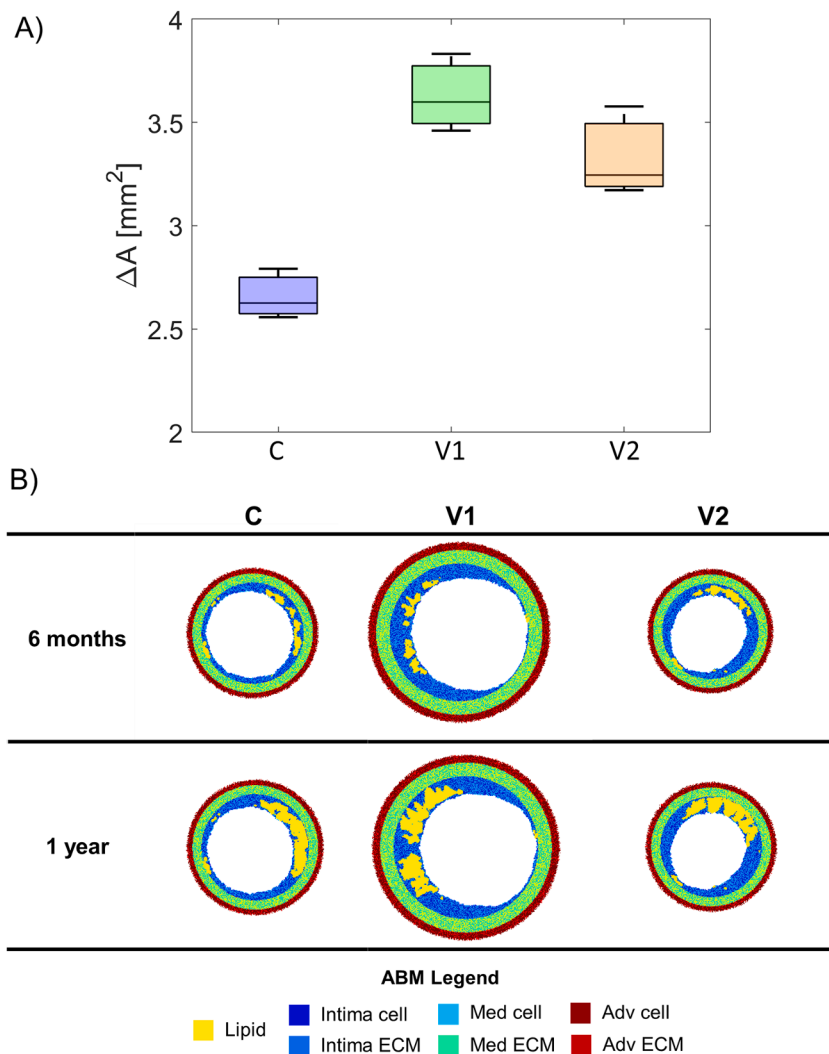 A)
4
3.5
3
2.5
2
ΔA [mm²]
C V1 V2
B)
C V1 V2
6 months
1 year
ABM Legend
Lipid Intima cell Med cell Adv cell
Intima ECM Med ECM Adv ECM